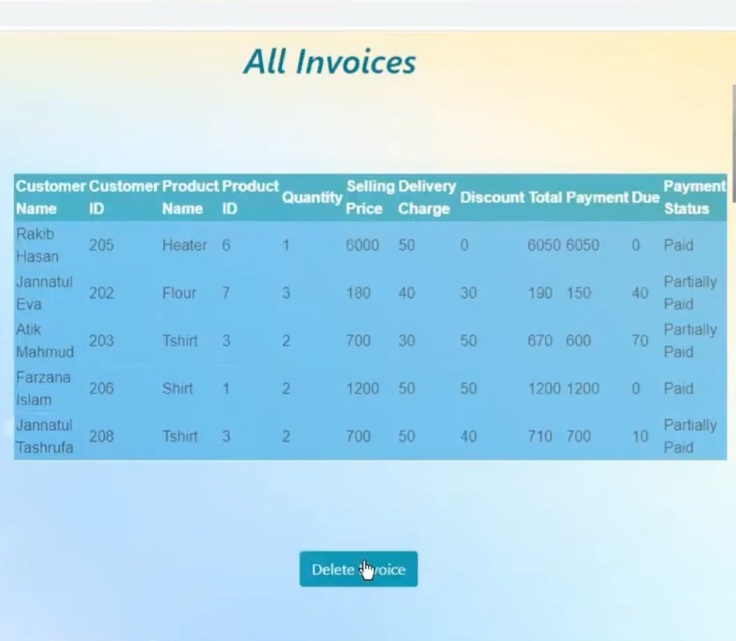 All Invoices
Customer Name Customer ID Product Name Product ID Quantity Selling Price Delivery Charge Discount Total Payment Due Payment Status
Rakib Hasan 205 Heater 6 1 6000 50 0 6050 6050 0 Paid
Jannatul Eva 202 Flour 7 3 180 40 30 190 150 40 Partially Paid
Atik Mahmud 203 Tshirt 3 2 700 30 50 670 600 70 Partially Paid
Farzana islam 206 Shirt 1 2 1200 50 50 1200 1200 0 Paid
Jannatul Tashrufa 208 Tshirt 3 2 700 50 40 710 700 10 Partially Paid
Delete Invoice